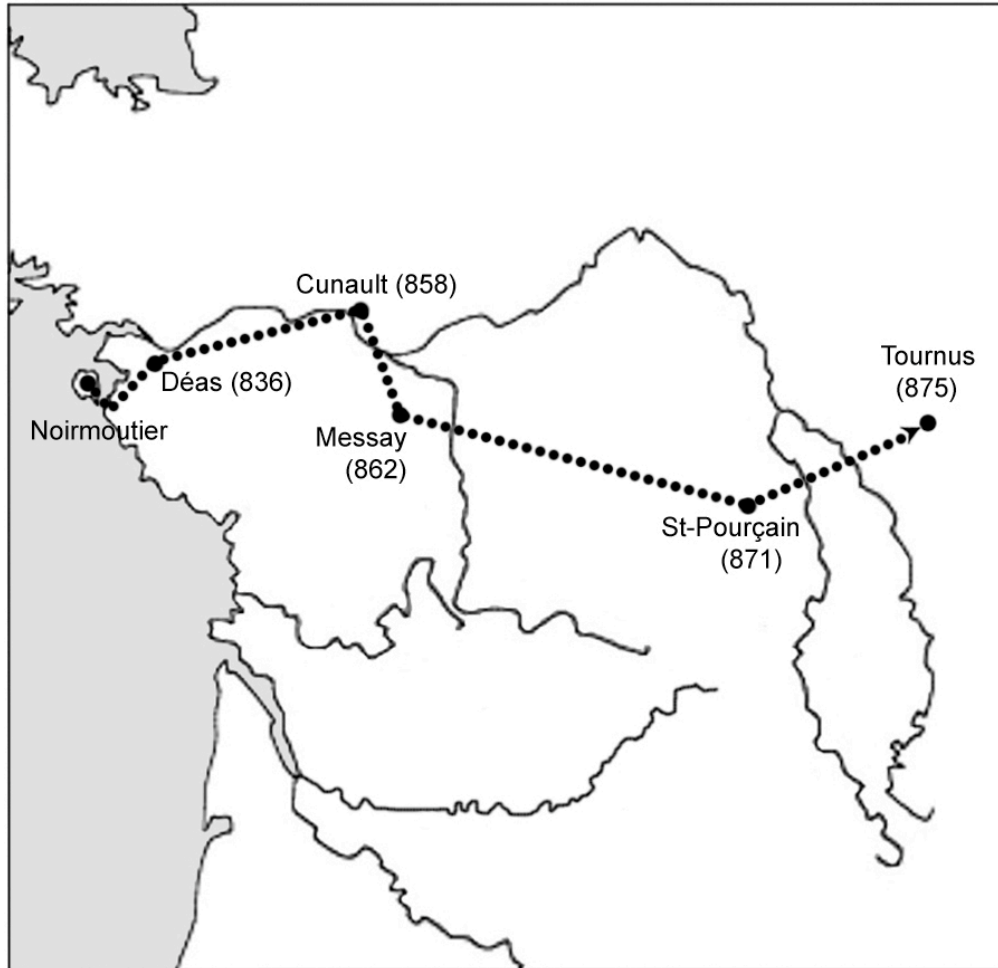 Cunault (858)
Tournus
(875)
Déas (836)
Noirmoutier
Messay
(862)
St-Pourçain
(871)